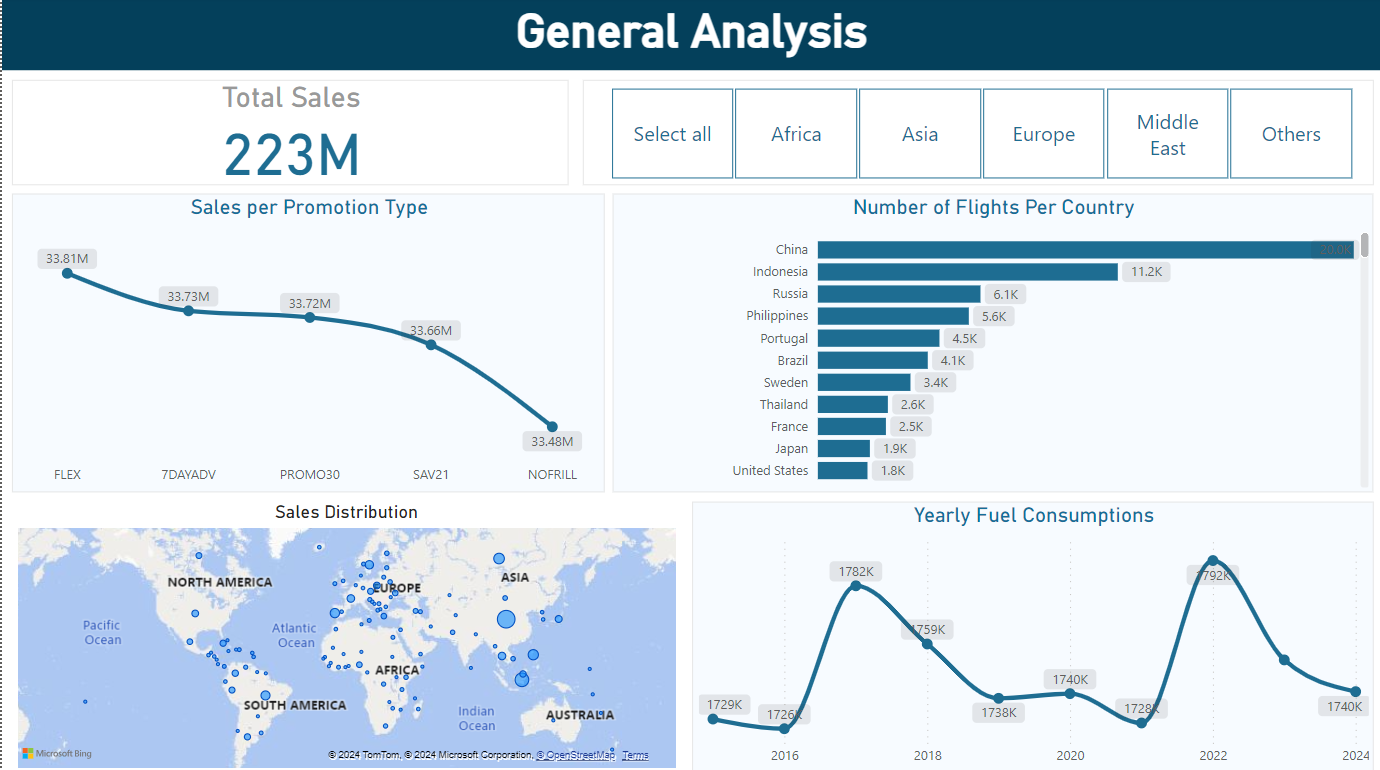 General Analysis
Total Sales
223M
Select all
Africa
Asia
Europe
Middle
East
Others
Sales per Promotion Type
33.81M
33.73M
33.72M
33.66M
33.48M
FLEX
7DAYADV
PROMO30
SAV21
NOFRILL
Number of Flights Per Country
China 20.0K
Indonesia 11.2K
Russia 6.1K
Philippines 5.6K
Portugal 4.5K
Brazil 4.1K
Sweden 3.4K
Thailand 2.6K
France 2.5K
Japan 1.9K
United States 1.8K
Sales Distribution
NORTH AMERICA
EUROPE
ASIA
Pacific
Ocean
Atlantic
Ocean
AFRICA
SOUTH AMERICA
Indian
Ocean
AUSTRALIA
Microsoft Bing
© 2024 TomTom, © 2024 Microsoft Corporation, © OpenStreetMap Terms
Yearly Fuel Consumptions
1729K
1726K
1782K
1759K
1738K
1740K
1728K
1792K
1740K
2016
2018
2020
2022
2024